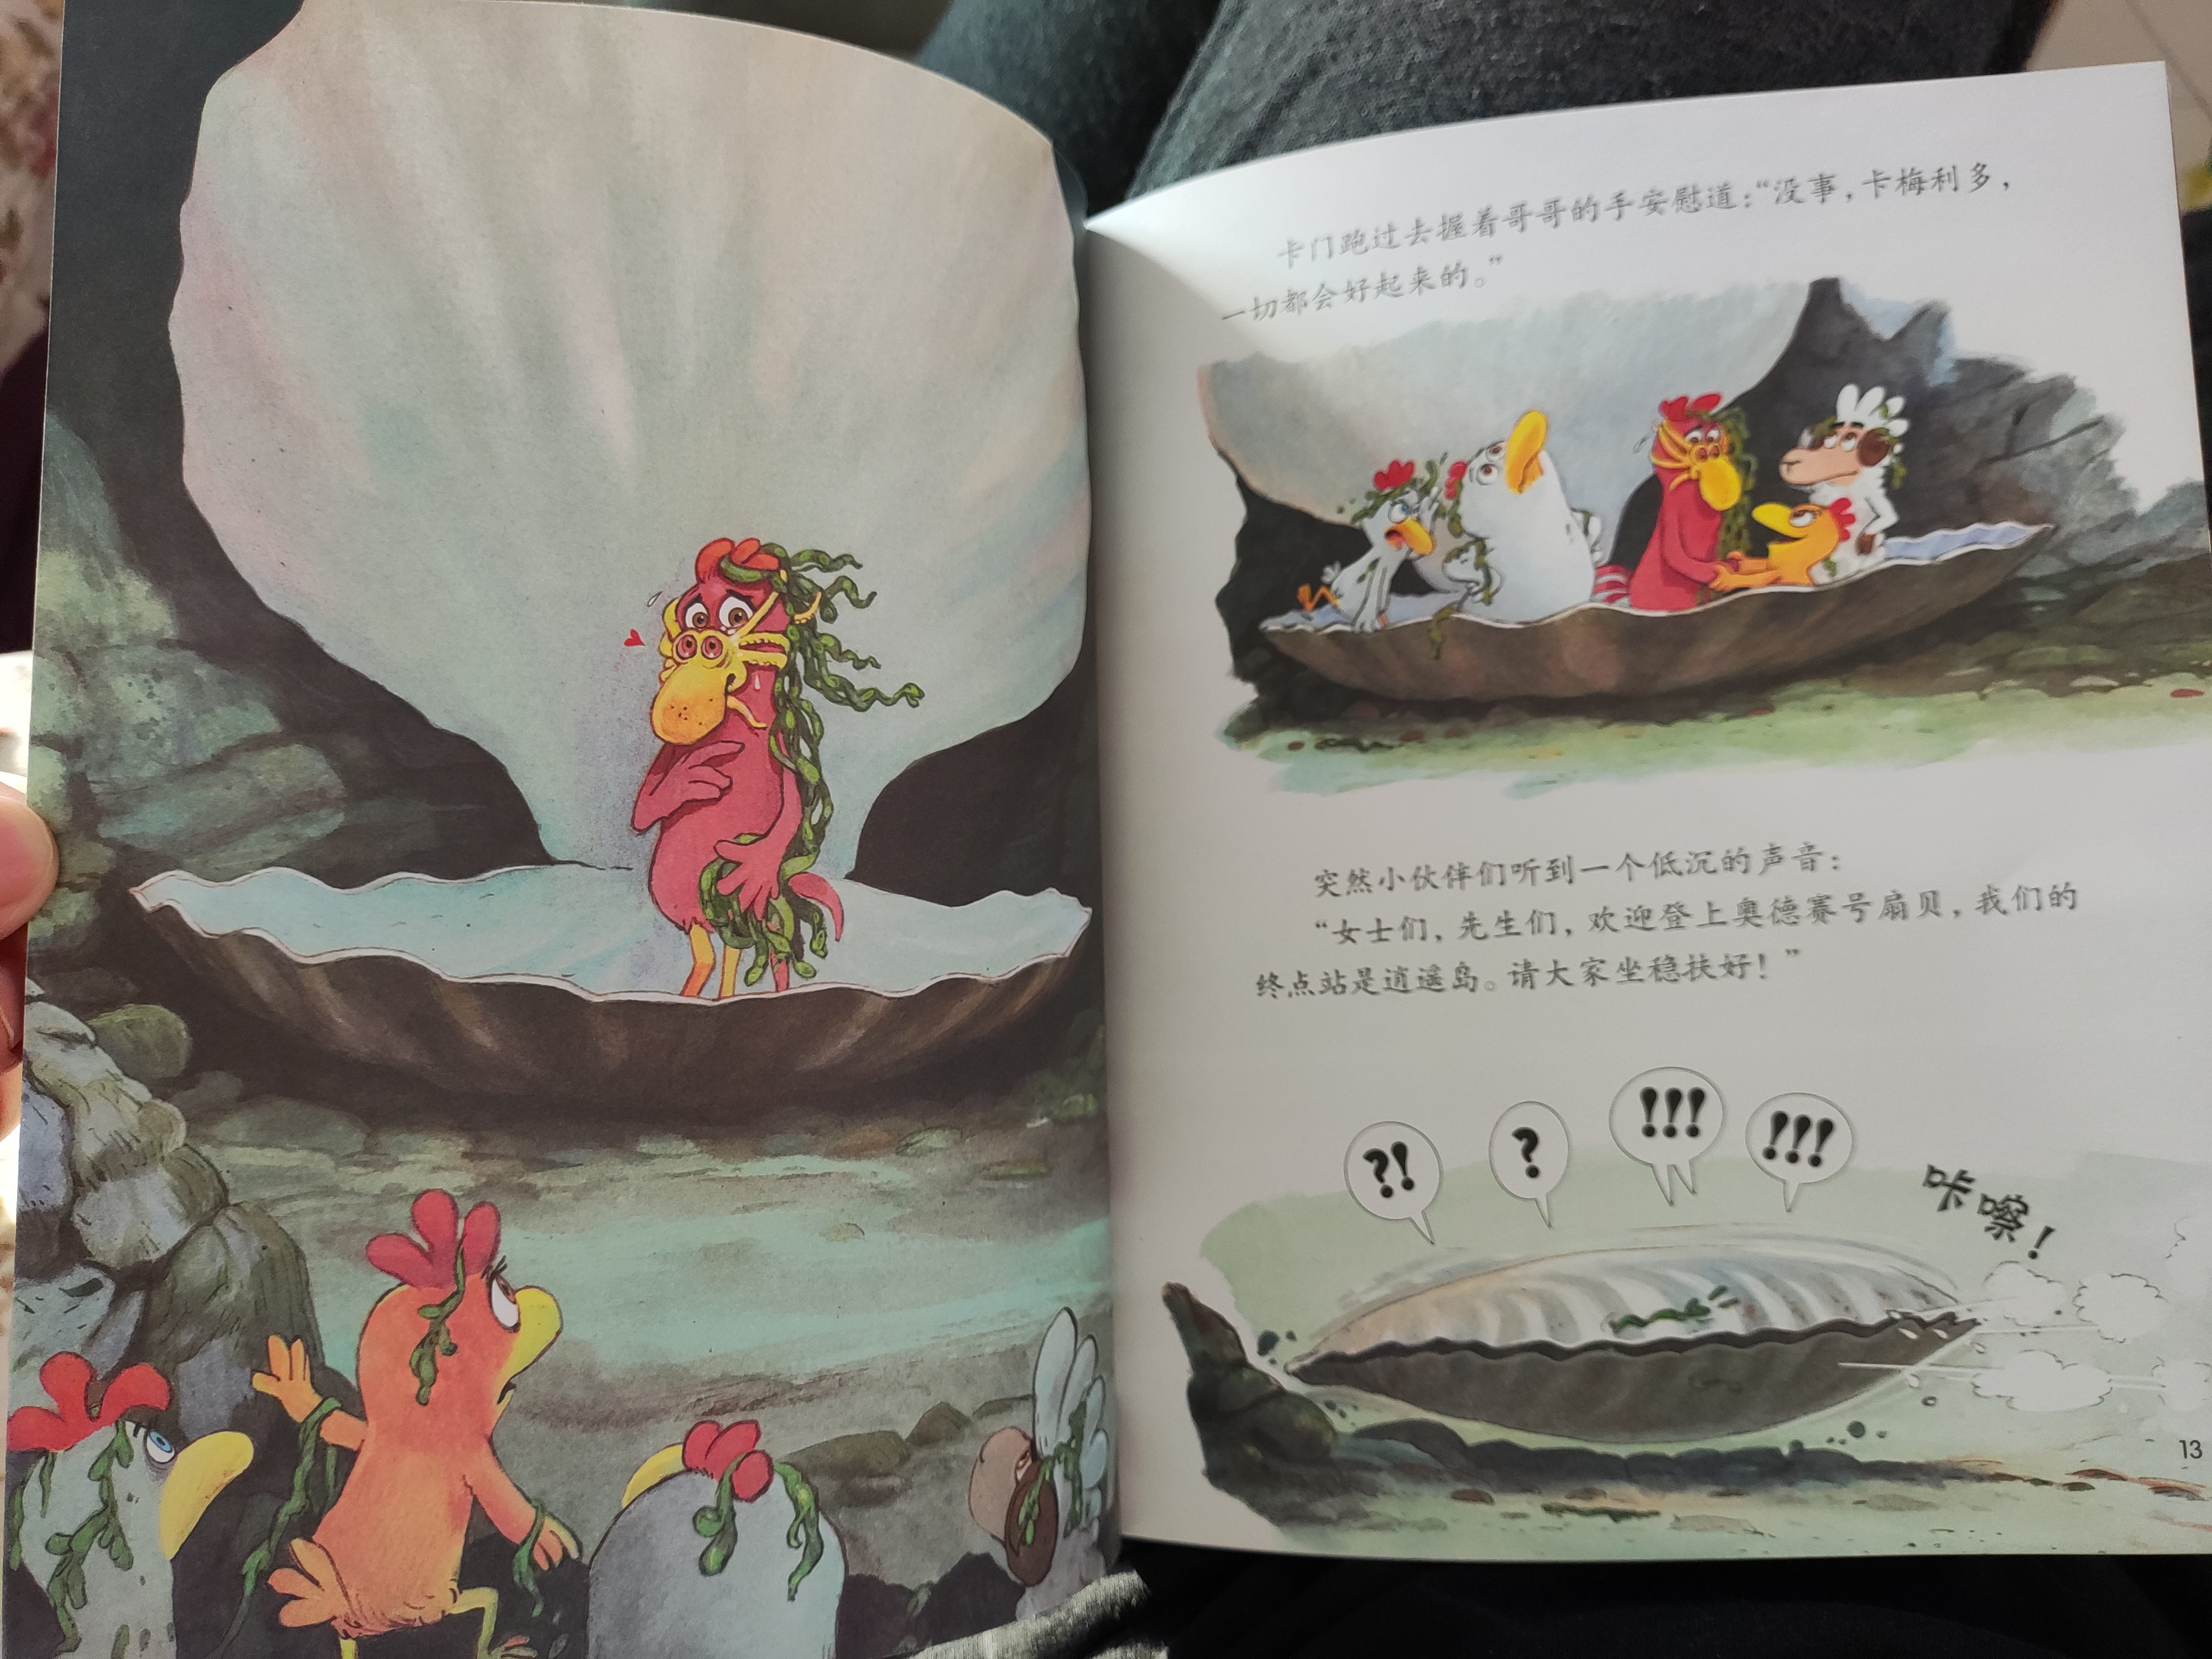 卡门跑过去握着哥哥的手安慰道：“没事，卡梅利多，
一切都会好起来的。”
突然小伙伴们听到一个低沉的声音：
“女士们，先生们，欢迎登上奥德赛号扇贝，我们的
终点站是逍遥岛。请大家坐稳扶好！”
?!
?
!!!
!!!
咔嚓！
13